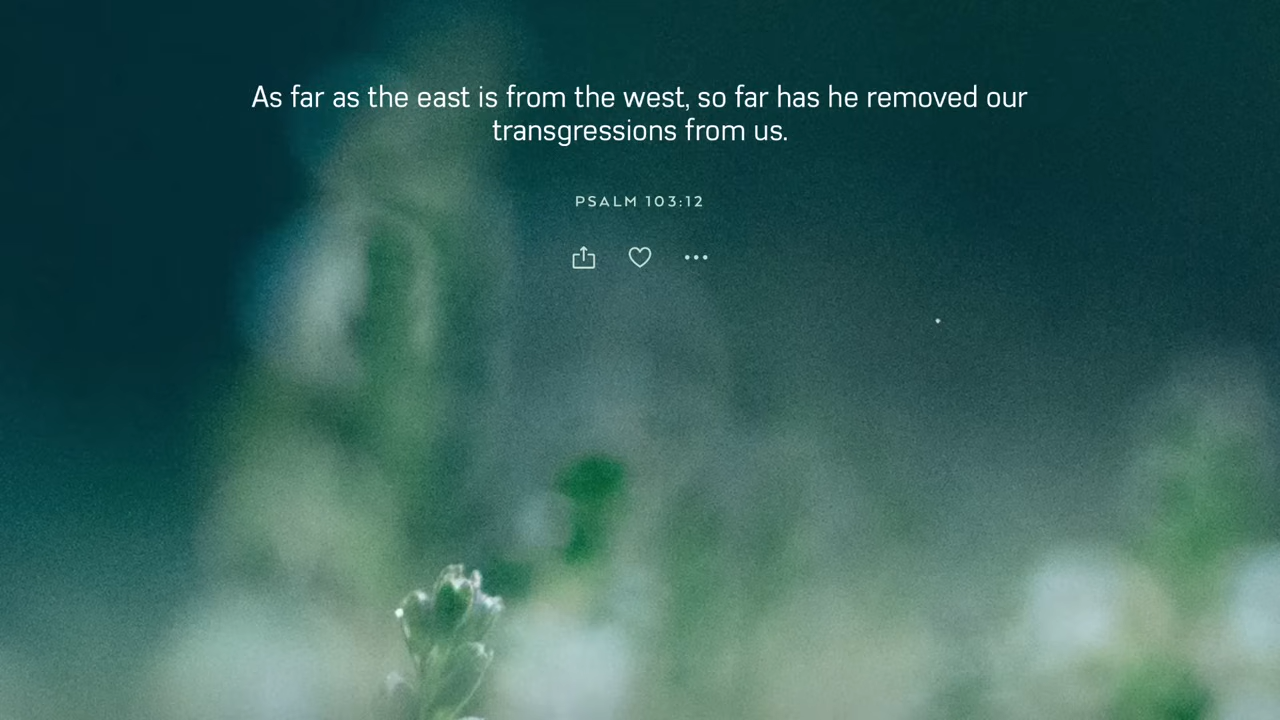 As far as the east is from the west, so far has he removed our
transgressions from us.
PSALM 103:12